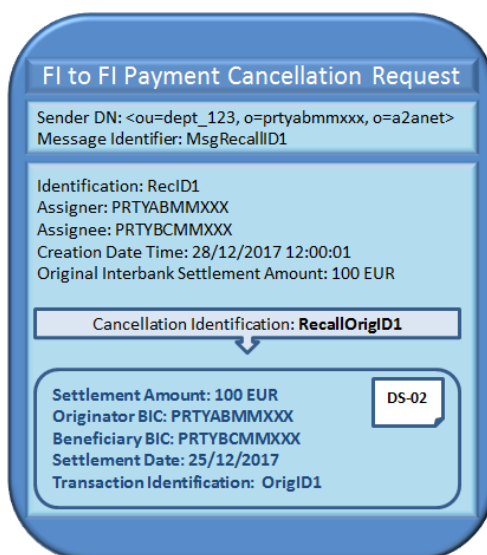 FI to FI Payment Cancellation Request
Sender DN: <ou=dept_123, o=prtyabmmxxx, o=a2anet>
Message Identifier: MsgRecallID1
Identification: RecID1
Assigner: PRTYABMMXXX
Assignee: PRTYBCMMXXX
Creation Date Time: 28/12/2017 12:00:01
Original Interbank Settlement Amount: 100 EUR
Cancellation Identification: RecallOrigID1
Settlement Amount: 100 EUR
DS-02
Originator BIC: PRTYABMMXXX
Beneficiary BIC: PRTYBCMMXXX
Settlement Date: 25/12/2017
Transaction Identification: OrigID1